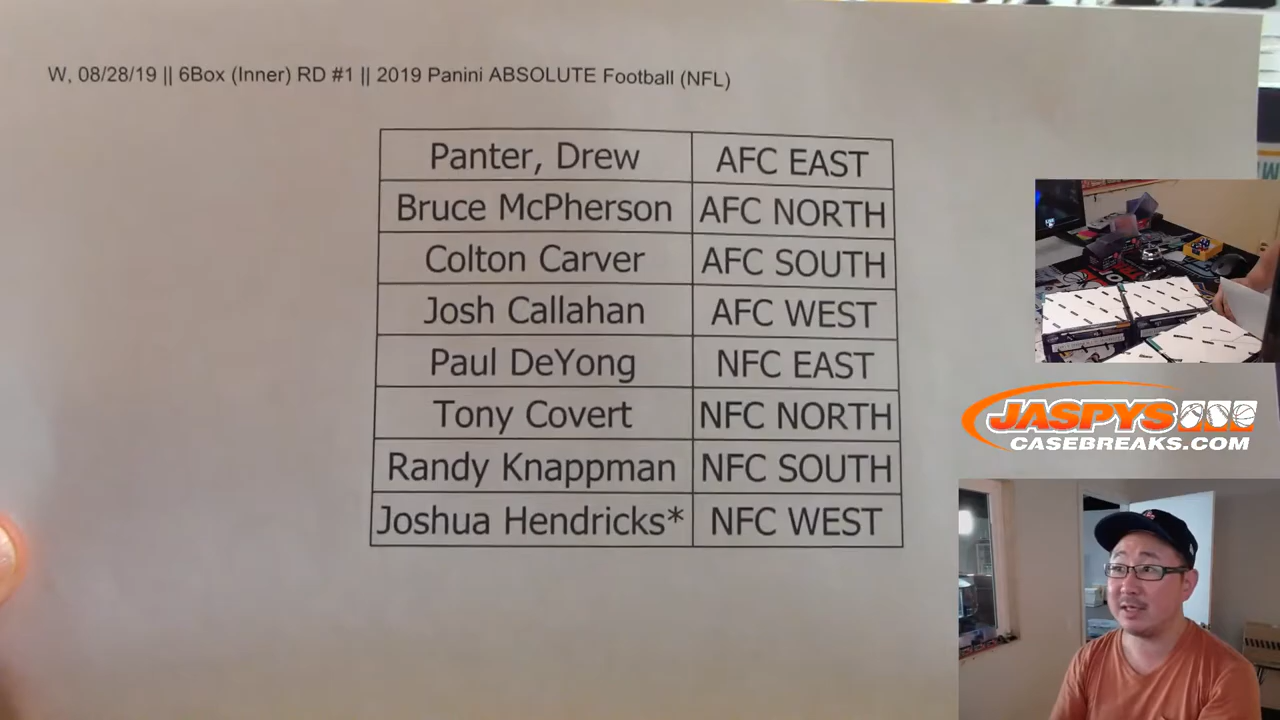 W, 08/28/19 || 6Box (Inner) RD #1 || 2019 Panini ABSOLUTE Football (NFL)
Panter, Drew AFC EAST
Bruce McPherson AFC NORTH
Colton Carver AFC SOUTH
Josh Callahan AFC WEST
Paul DeYong NFC EAST
Tony Covert NFC NORTH
Randy Knappman NFC SOUTH
Joshua Hendricks* NFC WEST
JASPYS
CASEBREAKS.COM